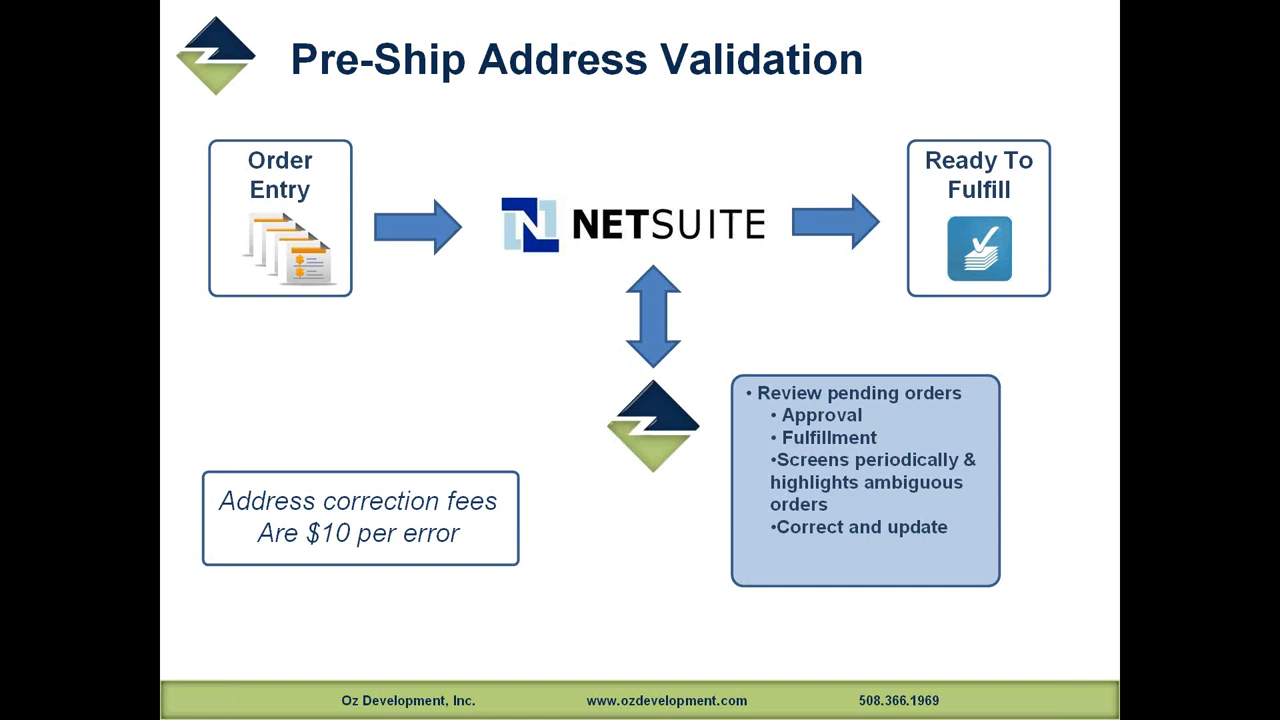 Pre-Ship Address Validation
Order
Entry
NETSUITE
Ready To
Fulfill
• Review pending orders
• Approval
• Fulfillment
•Screens periodically &
highlights ambiguous
orders
•Correct and update
Address correction fees
Are $10 per error
Oz Development, Inc.
www.ozdevelopment.com
508.366.1969